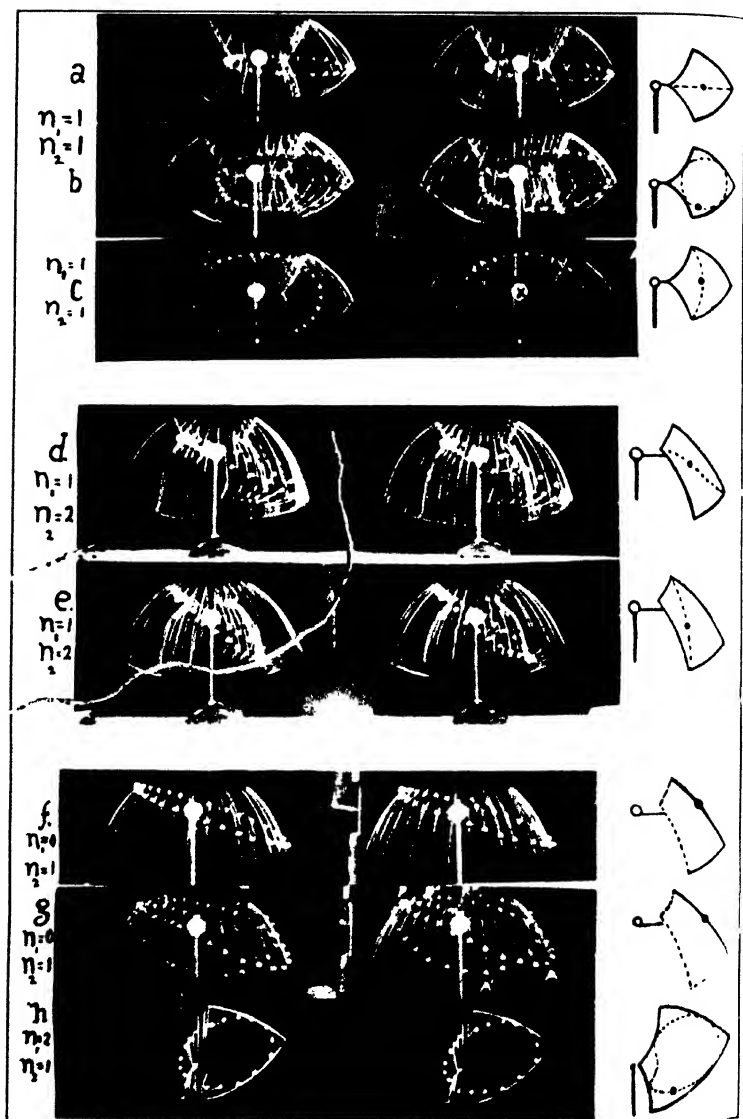 a
n₁=1
n₂=1
b
n₁=1
c
n₂=1
d
n₁=1
n₂=2
e.
n₁=1
n₂=2
f.
n₁=0
n₂=1
g
n₁=0
n₂=1
h
n₁=2
n₂=1